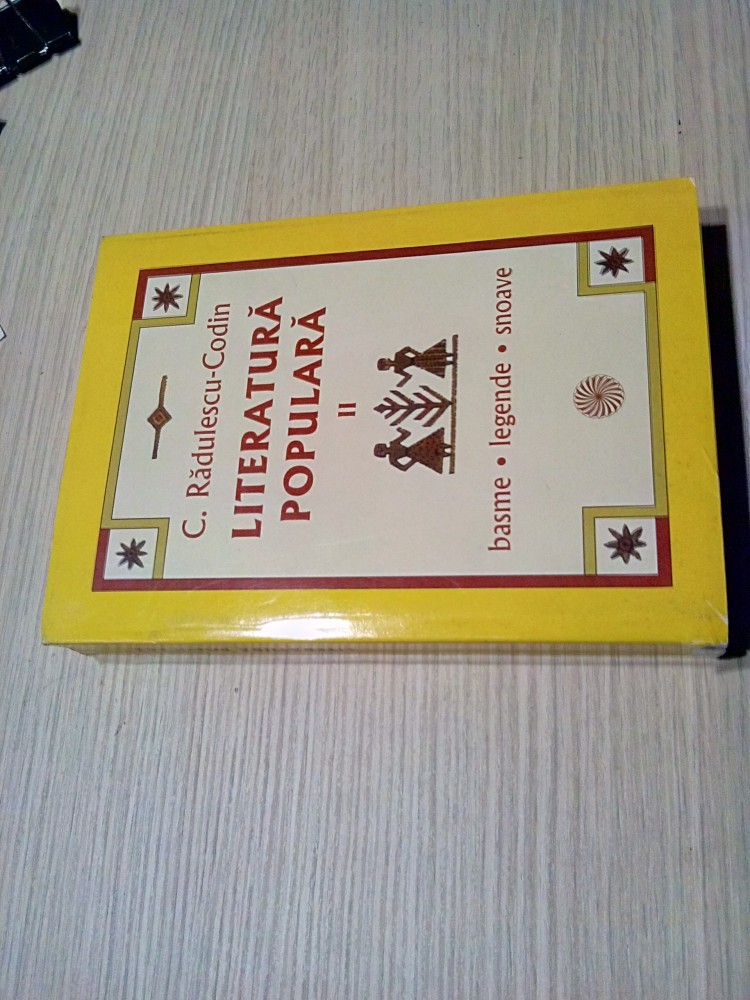 C. Rădulescu-Codin
LITERATURĂ
POPULARĂ
II
basme • legende • snoave